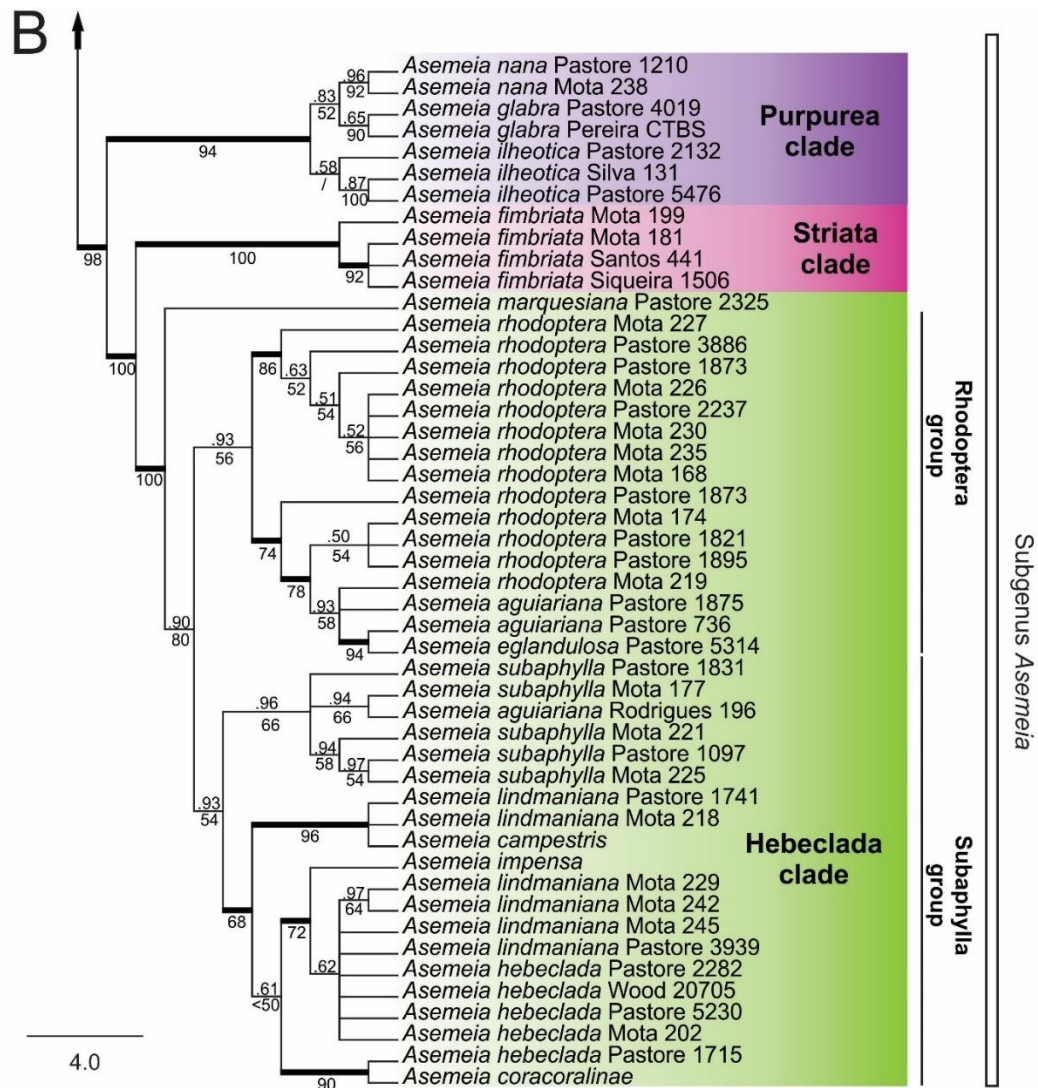 B
.96
Asemeia nana Pastore 1210
92
Asemeia nana Mota 238
.83
52
Asemeia glabra Pastore 4019
.65
90
Asemeia glabra Pereira CTBS
94
Asemeia ilheotica Pastore 2132
.58
/
Asemeia ilheotica Silva 131
.87
100
Asemeia ilheotica Pastore 5476
Purpurea
clade
Asemeia fimbriata Mota 199
Asemeia fimbriata Mota 181
98
100
Asemeia fimbriata Santos 441
92
Asemeia fimbriata Siqueira 1506
Striata
clade
Asemeia marquesiana Pastore 2325
Asemeia rhodoptera Mota 227
100
86
Asemeia rhodoptera Pastore 3886
.63
52
Asemeia rhodoptera Pastore 1873
.51
54
Asemeia rhodoptera Mota 226
Asemeia rhodoptera Pastore 2237
.52
56
Asemeia rhodoptera Mota 230
.93
56
Asemeia rhodoptera Mota 235
100
Asemeia rhodoptera Mota 168
Asemeia rhodoptera Pastore 1873
Asemeia rhodoptera Mota 174
74
.50
54
Asemeia rhodoptera Pastore 1821
Asemeia rhodoptera Pastore 1895
78
Asemeia rhodoptera Mota 219
.93
58
Asemeia aguiariana Pastore 1875
Asemeia aguiariana Pastore 736
94
Asemeia eglandulosa Pastore 5314
Rhodoptera
group
.90
80
Asemeia subaphylla Pastore 1831
.96
66
Asemeia subaphylla Mota 177
.94
66
Asemeia aguiariana Rodrigues 196
Asemeia subaphylla Mota 221
.94
58
Asemeia subaphylla Pastore 1097
.97
54
Asemeia subaphylla Mota 225
.93
54
Asemeia lindmaniana Pastore 1741
Asemeia lindmaniana Mota 218
96
Asemeia campestris
Hebeclada
clade
Asemeia impensa
68
72
Asemeia lindmaniana Mota 229
.97
64
Asemeia lindmaniana Mota 242
Asemeia lindmaniana Mota 245
.62
Asemeia lindmaniana Pastore 3939
Asemeia hebeclada Pastore 2282
.61
<50
Asemeia hebeclada Wood 20705
Asemeia hebeclada Pastore 5230
Asemeia hebeclada Mota 202
Asemeia hebeclada Pastore 1715
90
Asemeia coracoralinae
Subaphylla
group
Subgenus Asemeia
4.0